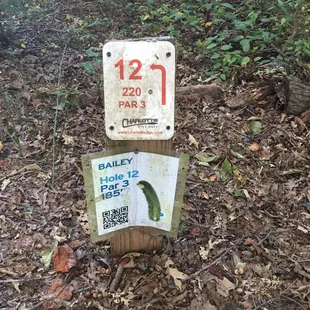 12
220
PAR 3
CHARLOTTE
BAILEY
Hole 12
Par 3
185'